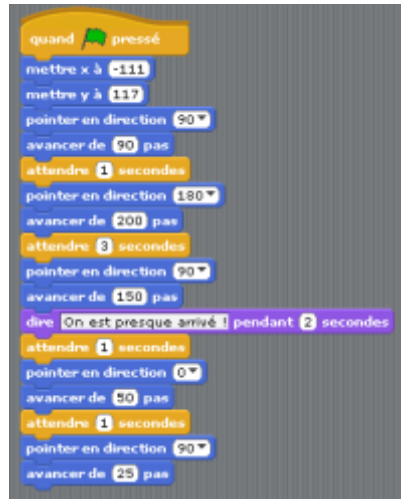 quand pressé
mettre x à -111
mettre y à 117
pointer en direction 90
avancer de 90 pas
attendre 1 secondes
pointer en direction 180
avancer de 200 pas
attendre 3 secondes
pointer en direction 90
avancer de 150 pas
dire On est presque arrivé ! pendant 2 secondes
attendre 1 secondes
pointer en direction 0
avancer de 50 pas
attendre 1 secondes
pointer en direction 90
avancer de 25 pas